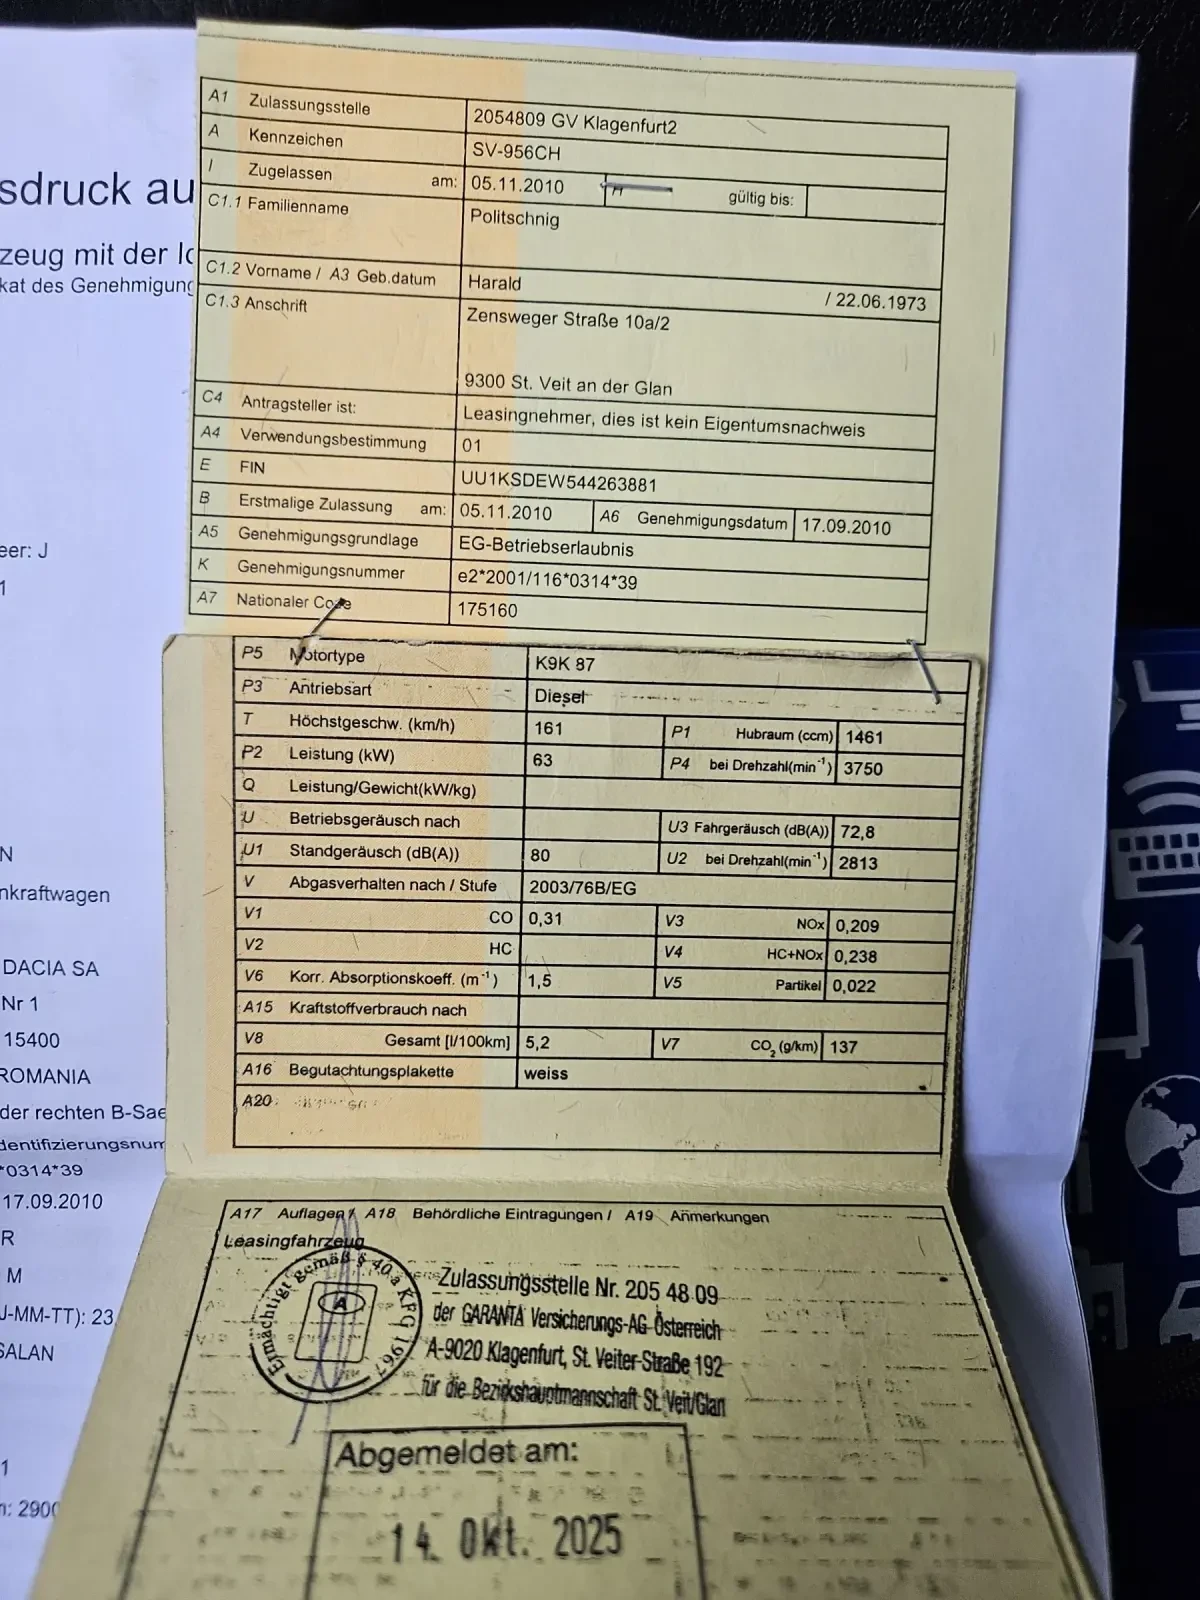 sdruck au
zeug mit der Id
kat des Genehmigung
eer: J
1
N
nkraftwagen
DACIA SA
Nr 1
15400
ROMANIA
der rechten B-Sae
dentifizierungsnum
*0314*39
17.09.2010
R
M
J-MM-TT): 23
SALAN
1
n: 2900
A1 Zulassungsstelle 2054809 GV Klagenfurt2
A Kennzeichen SV-956CH
I Zugelassen am: 05.11.2010 gültig bis:
C1.1 Familienname Politschnig
C1.2 Vorname / A3 Geb.datum Harald / 22.06.1973
C1.3 Anschrift Zensweger Straße 10a/2
9300 St. Veit an der Glan
C4 Antragsteller ist: Leasingnehmer, dies ist kein Eigentumsnachweis
A4 Verwendungsbestimmung 01
E FIN UU1KSDEW544263881
B Erstmalige Zulassung am: 05.11.2010 A6 Genehmigungsdatum 17.09.2010
A5 Genehmigungsgrundlage EG-Betriebserlaubnis
K Genehmigungsnummer e2*2001/116*0314*39
A7 Nationaler Code 175160
P5 Motortype K9K 87
P3 Antriebsart Diesel
T Höchstgeschw. (km/h) 161 P1 Hubraum (ccm) 1461
P2 Leistung (kW) 63 P4 bei Drehzahl(min⁻¹) 3750
Q Leistung/Gewicht(kW/kg)
U Betriebsgeräusch nach U3 Fahrgeräusch (dB(A)) 72,8
U1 Standgeräusch (dB(A)) 80 U2 bei Drehzahl(min⁻¹) 2813
V Abgasverhalten nach / Stufe 2003/76B/EG
V1 CO 0,31 V3 NOx 0,209
V2 HC V4 HC+NOx 0,238
V6 Korr. Absorptionskoeff. (m⁻¹) 1,5 V5 Partikel 0,022
A15 Kraftstoffverbrauch nach
V8 Gesamt [l/100km] 5,2 V7 CO₂ (g/km) 137
A16 Begutachtungsplakette weiss
A20
A17 Auflagen / A18 Behördliche Eintragungen / A19 Anmerkungen
Leasingfahrzeug
Ermächtigt gemäß § 40 a KFG 1967
A
Zulassungsstelle Nr. 205 48 09
der GARANTA Versicherungs-AG Österreich
A-9020 Klagenfurt, St. Veiter-Straße 192
für die Bezirkshauptmannschaft St. Veit/Glan
Abgemeldet am:
14. Okt. 2025